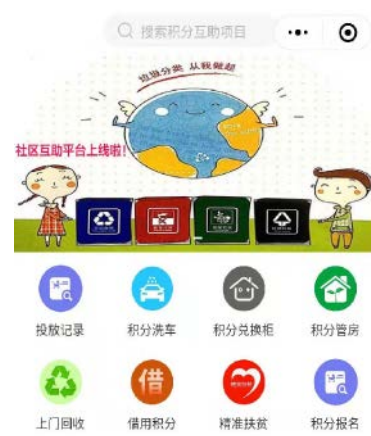 搜索积分互助项目
垃圾分类 从我做起
社区互助平台上线啦!
投放记录
积分洗车
积分兑换柜
积分管房
借
上门回收
借用积分
精准扶贫
积分报名